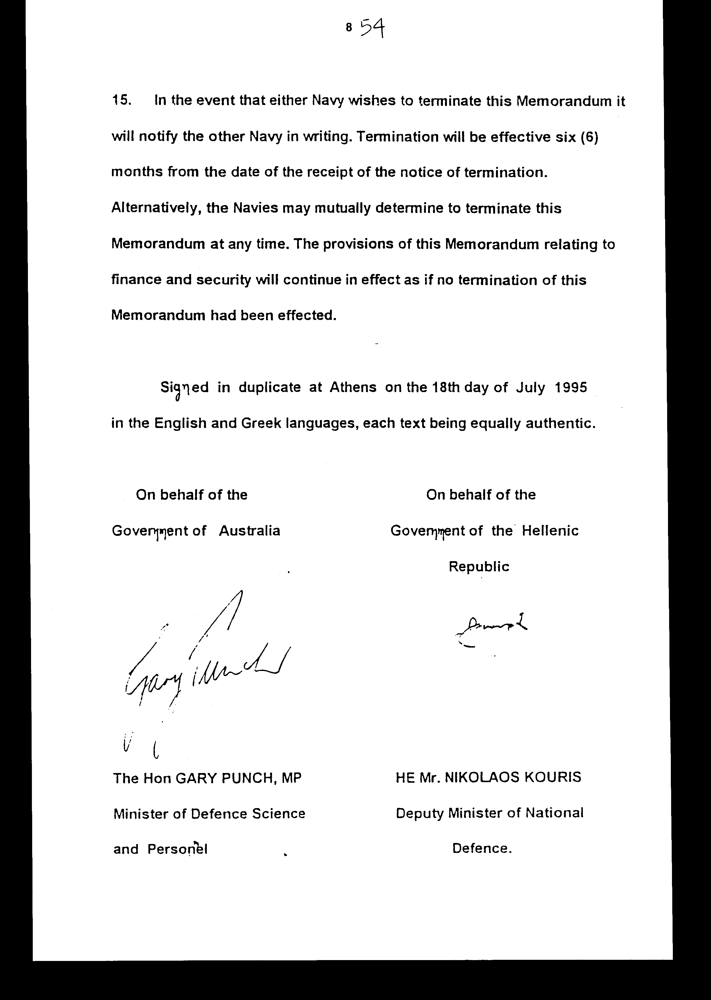 8 54
15. In the event that either Navy wishes to terminate this Memorandum it
will notify the other Navy in writing. Termination will be effective six (6)
months from the date of the receipt of the notice of termination.
Alternatively, the Navies may mutually determine to terminate this
Memorandum at any time. The provisions of this Memorandum relating to
finance and security will continue in effect as if no termination of this
Memorandum had been effected.
Signed in duplicate at Athens on the 18th day of July 1995
in the English and Greek languages, each text being equally authentic.
On behalf of the
Government of Australia
On behalf of the
Government of the Hellenic
Republic
Gary Punch
The Hon GARY PUNCH, MP
Minister of Defence Science
and Personel
HE Mr. NIKOLAOS KOURIS
Deputy Minister of National
Defence.